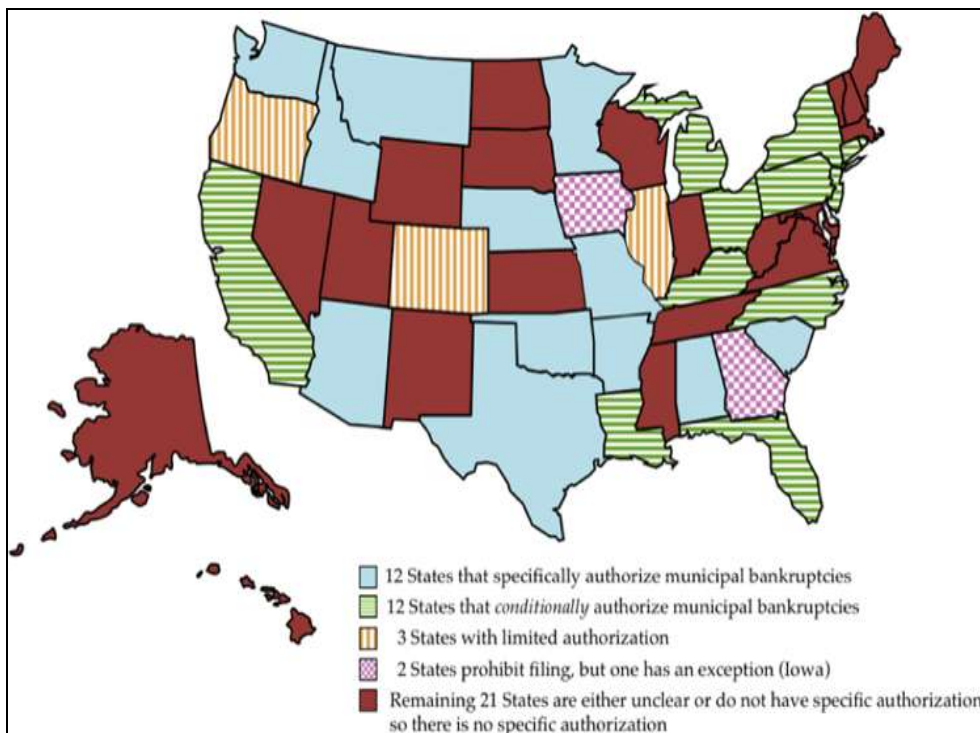 12 States that specifically authorize municipal bankruptcies
12 States that conditionally authorize municipal bankruptcies
3 States with limited authorization
2 States prohibit filing, but one has an exception (Iowa)
Remaining 21 States are either unclear or do not have specific authorization
so there is no specific authorization